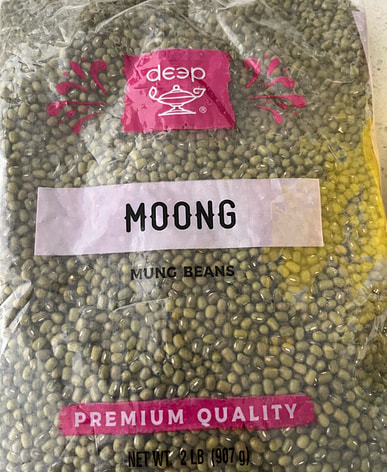 deep
®
MOONG
MUNG BEANS
PREMIUM QUALITY
NET WT. 2 LB (907 g)